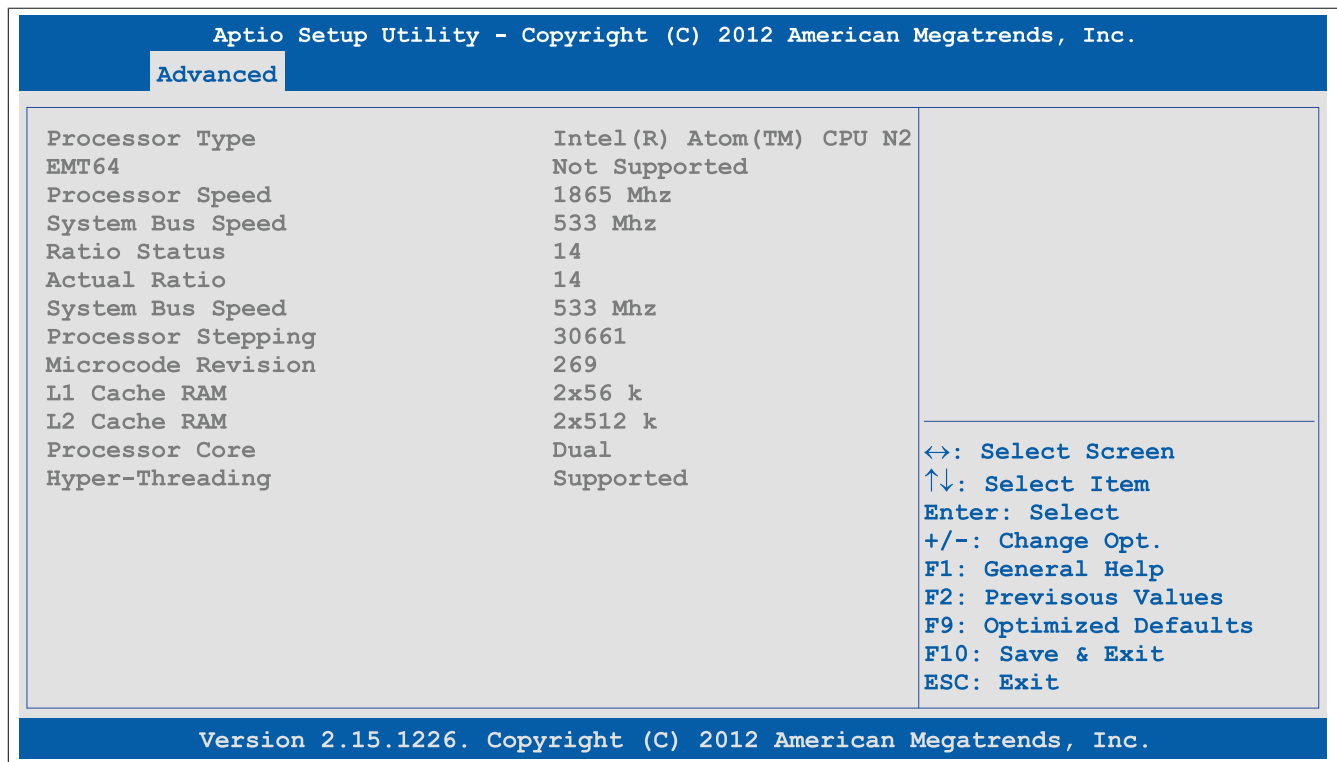 Aptio Setup Utility - Copyright (C) 2012 American Megatrends, Inc.
Advanced
Processor Type Intel(R) Atom(TM) CPU N2
EMT64 Not Supported
Processor Speed 1865 Mhz
System Bus Speed 533 Mhz
Ratio Status 14
Actual Ratio 14
System Bus Speed 533 Mhz
Processor Stepping 30661
Microcode Revision 269
L1 Cache RAM 2x56 k
L2 Cache RAM 2x512 k
Processor Core Dual
Hyper-Threading Supported
↔: Select Screen
↑↓: Select Item
Enter: Select
+/-: Change Opt.
F1: General Help
F2: Previsous Values
F9: Optimized Defaults
F10: Save & Exit
ESC: Exit
Version 2.15.1226. Copyright (C) 2012 American Megatrends, Inc.